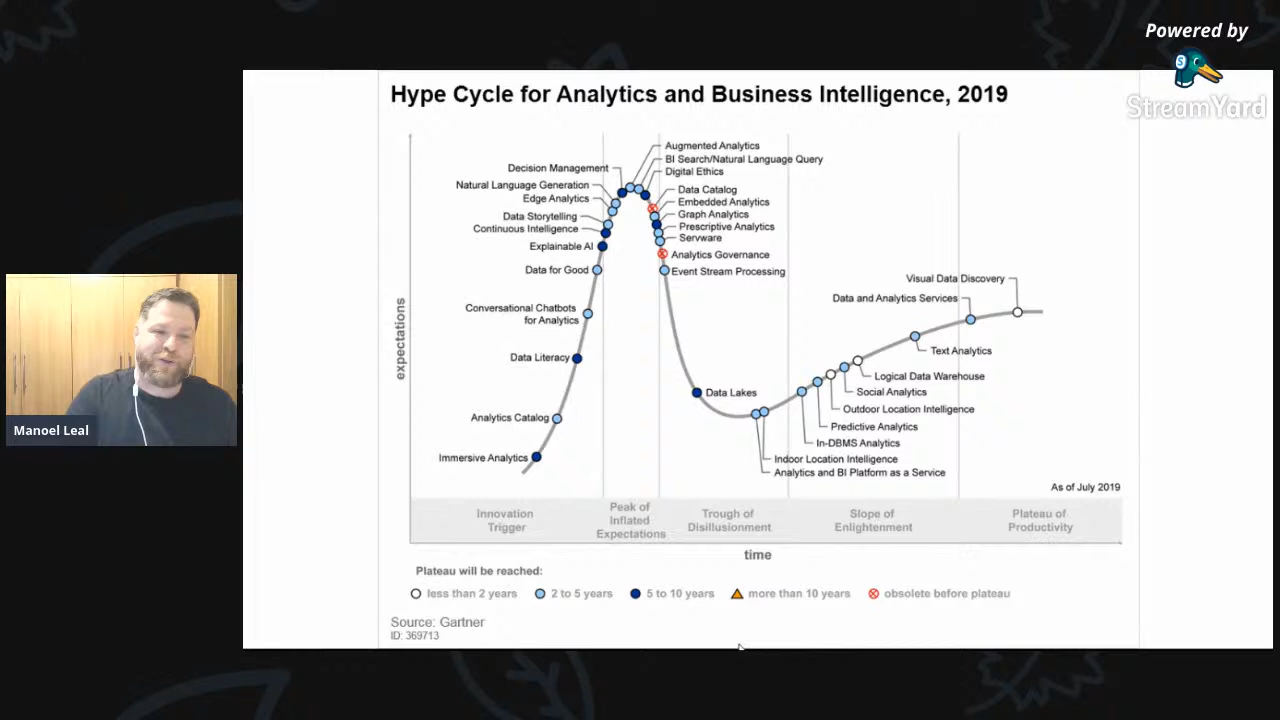 Powered by
StreamYard
Hype Cycle for Analytics and Business Intelligence, 2019
Augmented Analytics
BI Search/Natural Language Query
Decision Management
Digital Ethics
Natural Language Generation
Data Catalog
Edge Analytics
Embedded Analytics
Data Storytelling
Graph Analytics
Continuous Intelligence
Prescriptive Analytics
Servware
Explainable AI
Analytics Governance
Data for Good
Event Stream Processing
Visual Data Discovery
Data and Analytics Services
Conversational Chatbots
for Analytics
expectations
Text Analytics
Data Literacy
Logical Data Warehouse
Data Lakes
Social Analytics
Outdoor Location Intelligence
Analytics Catalog
Predictive Analytics
In-DBMS Analytics
Immersive Analytics
Indoor Location Intelligence
Analytics and BI Platform as a Service
As of July 2019
Innovation
Trigger
Peak of
Inflated
Expectations
Trough of
Disillusionment
Slope of
Enlightenment
Plateau of
Productivity
time
Plateau will be reached:
less than 2 years
2 to 5 years
5 to 10 years
more than 10 years
obsolete before plateau
Source: Gartner
ID: 369713
Manoel Leal